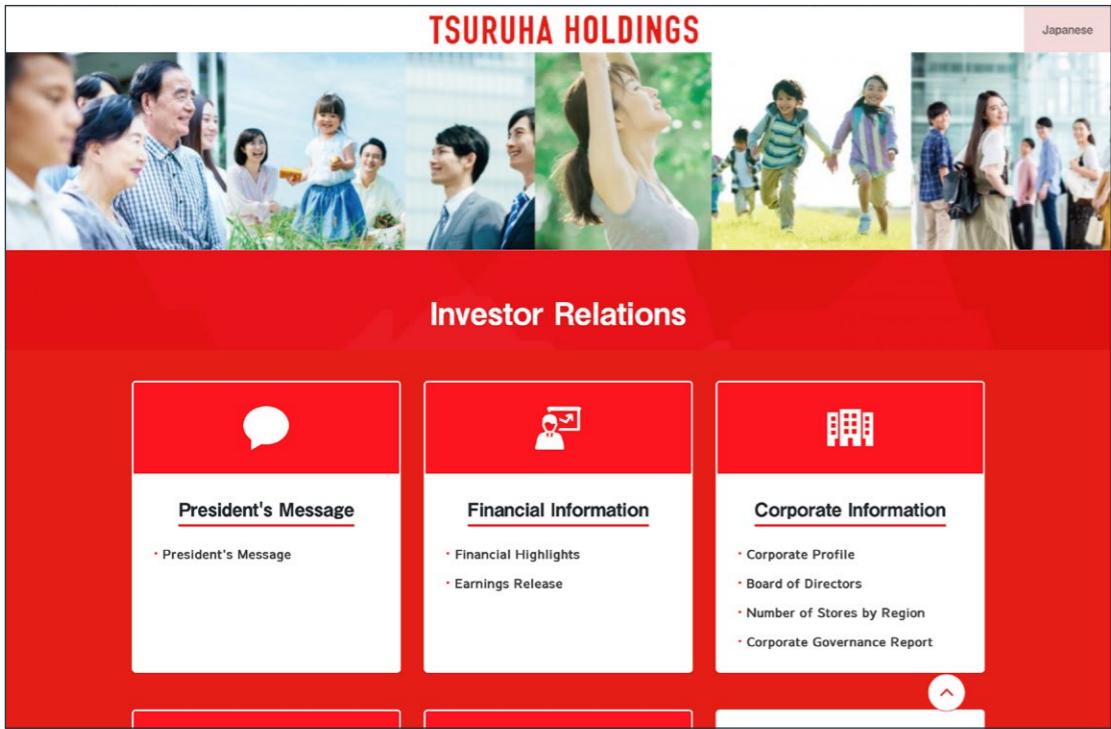 TSURUHA HOLDINGS
Japanese
Investor Relations
President's Message
· President's Message
Financial Information
· Financial Highlights
· Earnings Release
Corporate Information
· Corporate Profile
· Board of Directors
· Number of Stores by Region
· Corporate Governance Report